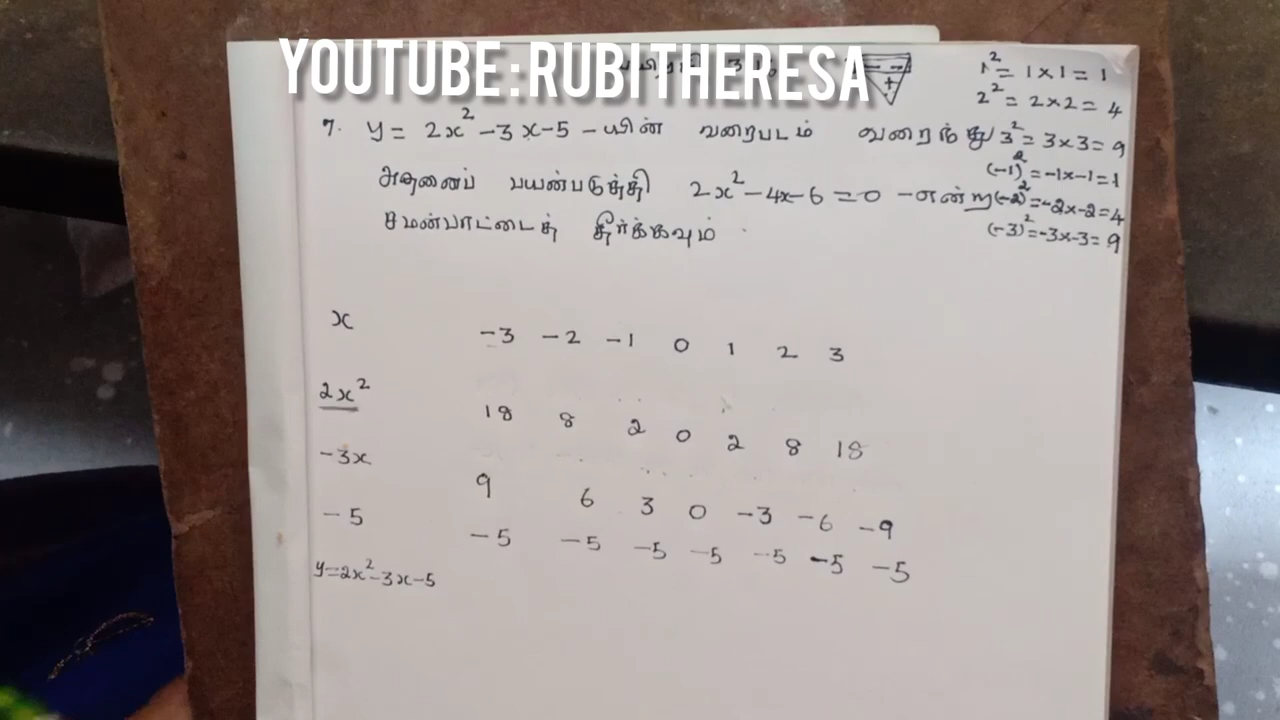 YOUTUBE:RUBITHERESA
1² = 1 x 1 = 1
2² = 2 x 2 = 4
7. y = 2x² - 3x - 5 - யின் வரைபடம் வரைந்து
3² = 3 x 3 = 9
(-1)² = -1x-1 = 1
அதனைப் பயன்படுத்தி 2x² - 4x - 6 = 0 - என்ற
(-2)² = -2x-2 = 4
சமன்பாட்டைத் தீர்க்கவும்
(-3)² = -3x-3 = 9
x -3 -2 -1 0 1 2 3
2x² 18 8 2 0 2 8 18
-3x 9 6 3 0 -3 -6 -9
-5 -5 -5 -5 -5 -5 -5 -5
y=2x²-3x-5